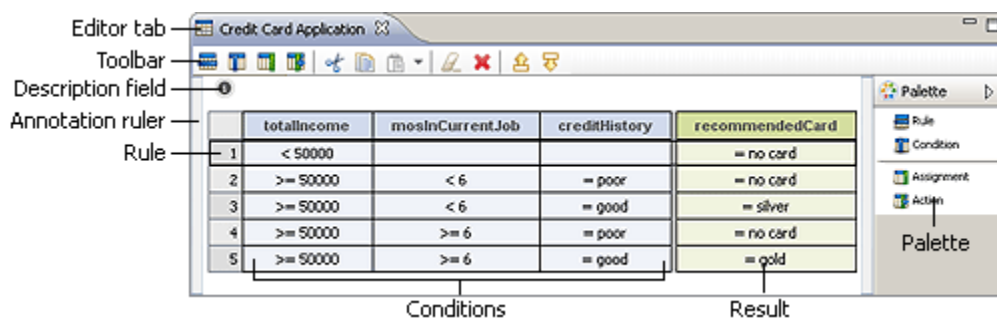 Editor tab
Credit Card Application
Toolbar
Description field
Palette
Annotation ruler
Rule
totalIncome mosInCurrentJob creditHistory recommendedCard
Condition
Rule
1 < 50000 = no card
2 >= 50000 < 6 = poor = no card
Assignment
3 >= 50000 < 6 = good = silver
Action
4 >= 50000 >= 6 = poor = no card
5 >= 50000 >= 6 = good = gold
Palette
Conditions
Result